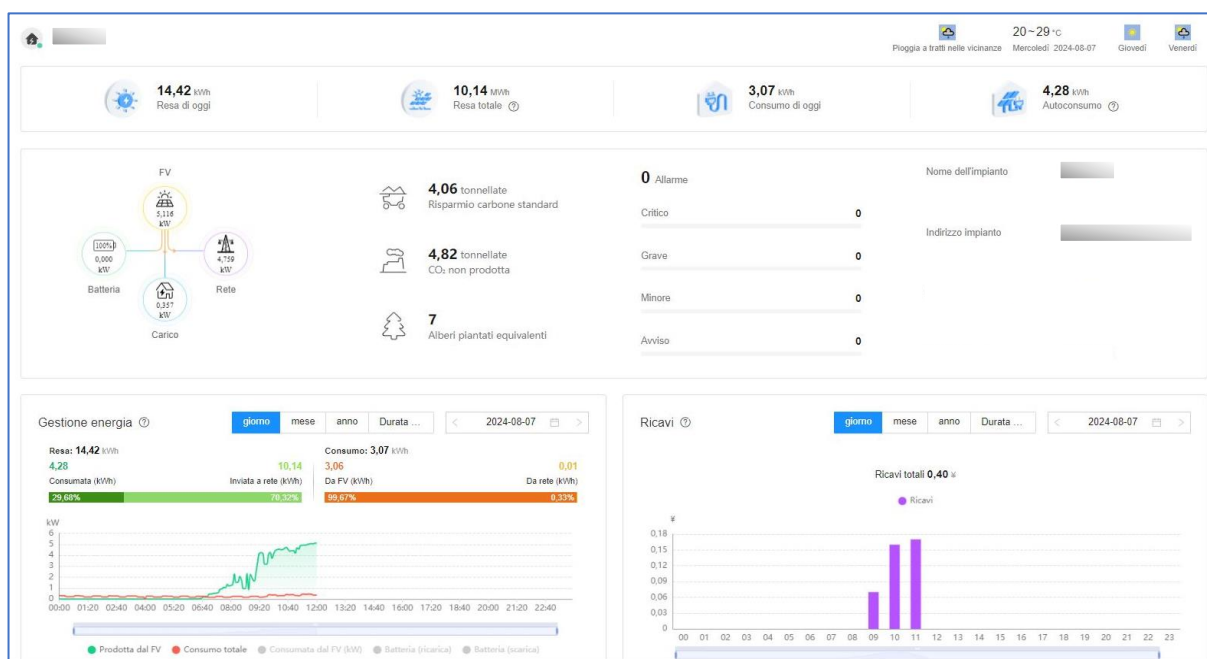 20~29 °C
Pioggia a tratti nelle vicinanze Mercoledì 2024-08-07 Giovedì Venerdì
14,42 kWh
Resa di oggi
10,14 MWh
Resa totale
3,07 kWh
Consumo di oggi
4,28 kWh
Autoconsumo
FV
5,116
kW
100%
0,000
kW
Batteria
4,759
kW
Rete
0,357
kW
Carico
4,06 tonnellate
Risparmio carbone standard
4,82 tonnellate
CO₂ non prodotta
7
Alberi piantati equivalenti
0 Allarme
Critico 0
Grave 0
Minore 0
Avviso 0
Nome dell'impianto
Indirizzo impianto
Gestione energia giorno mese anno Durata ... < 2024-08-07 >
Resa: 14,42 kWh Consumo: 3,07 kWh
4,28 10,14 3,06 0,01
Consumata (kWh) Inviata a rete (kWh) Da FV (kWh) Da rete (kWh)
29,68% 70,32% 99,67% 0,33%
kW
6
5
4
3
2
1
0
00:00 01:20 02:40 04:00 05:20 06:40 08:00 09:20 10:40 12:00 13:20 14:40 16:00 17:20 18:40 20:00 21:20 22:40
Prodotta dal FV Consumo totale Consumata dal FV (kW) Batteria (ricarica) Batteria (scarica)
Ricavi giorno mese anno Durata ... < 2024-08-07 >
Ricavi totali 0,40 ¥
Ricavi
¥
0,18
0,15
0,12
0,09
0,06
0,03
0
00 01 02 03 04 05 06 07 08 09 10 11 12 13 14 15 16 17 18 19 20 21 22 23